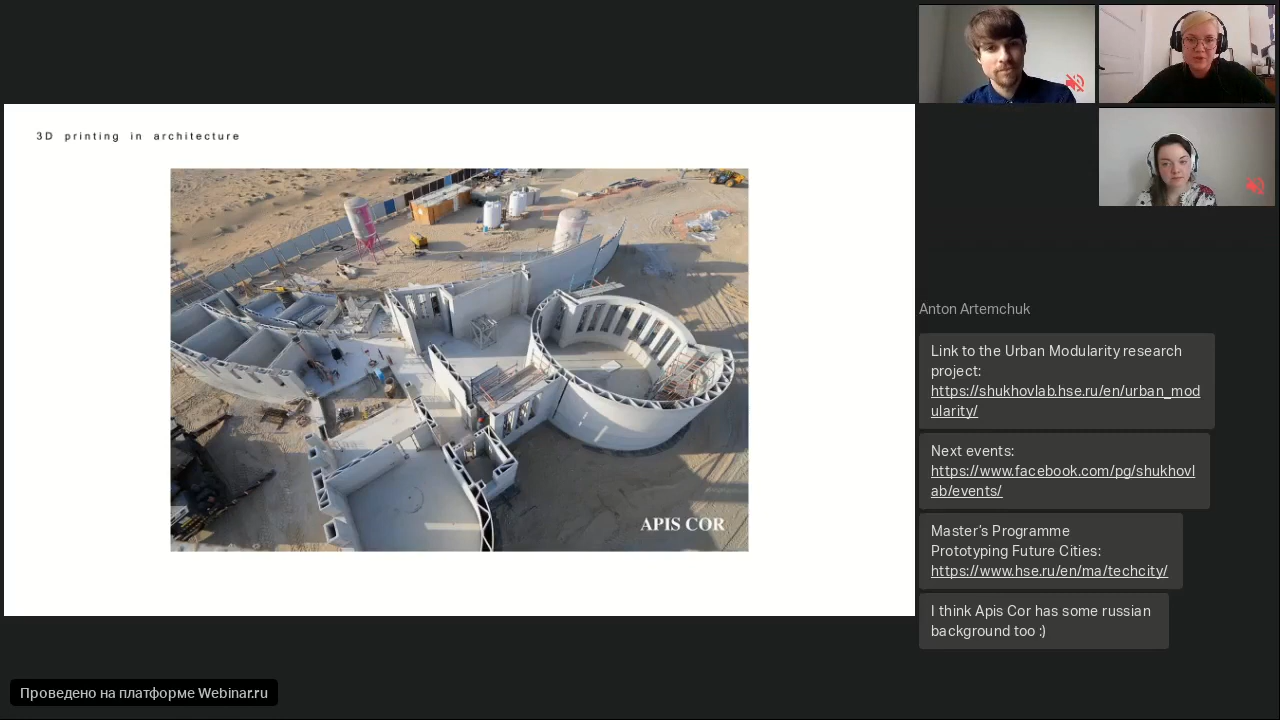 3D printing in architecture
APIS COR
Anton Artemchuk
Link to the Urban Modularity research
project:
https://shukhovlab.hse.ru/en/urban_mod
ularity/
Next events:
https://www.facebook.com/pg/shukhovl
ab/events/
Master's Programme
Prototyping Future Cities:
https://www.hse.ru/en/ma/techcity/
I think Apis Cor has some russian
background too :)
Проведено на платформе Webinar.ru